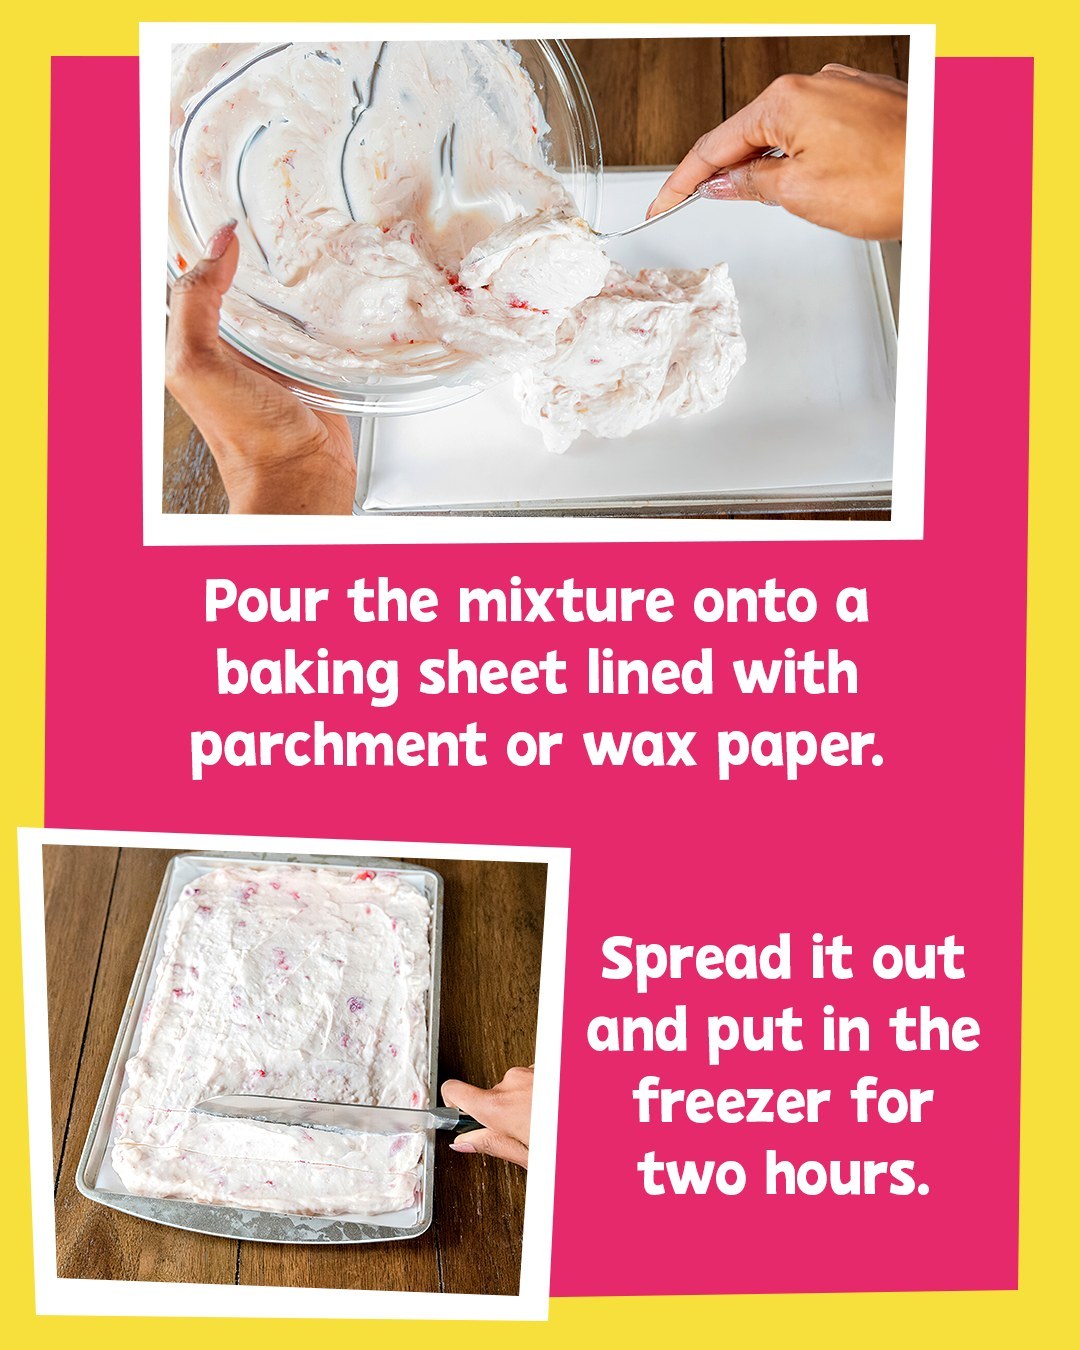 Pour the mixture onto a
baking sheet lined with
parchment or wax paper.
Spread it out
and put in the
freezer for
two hours.